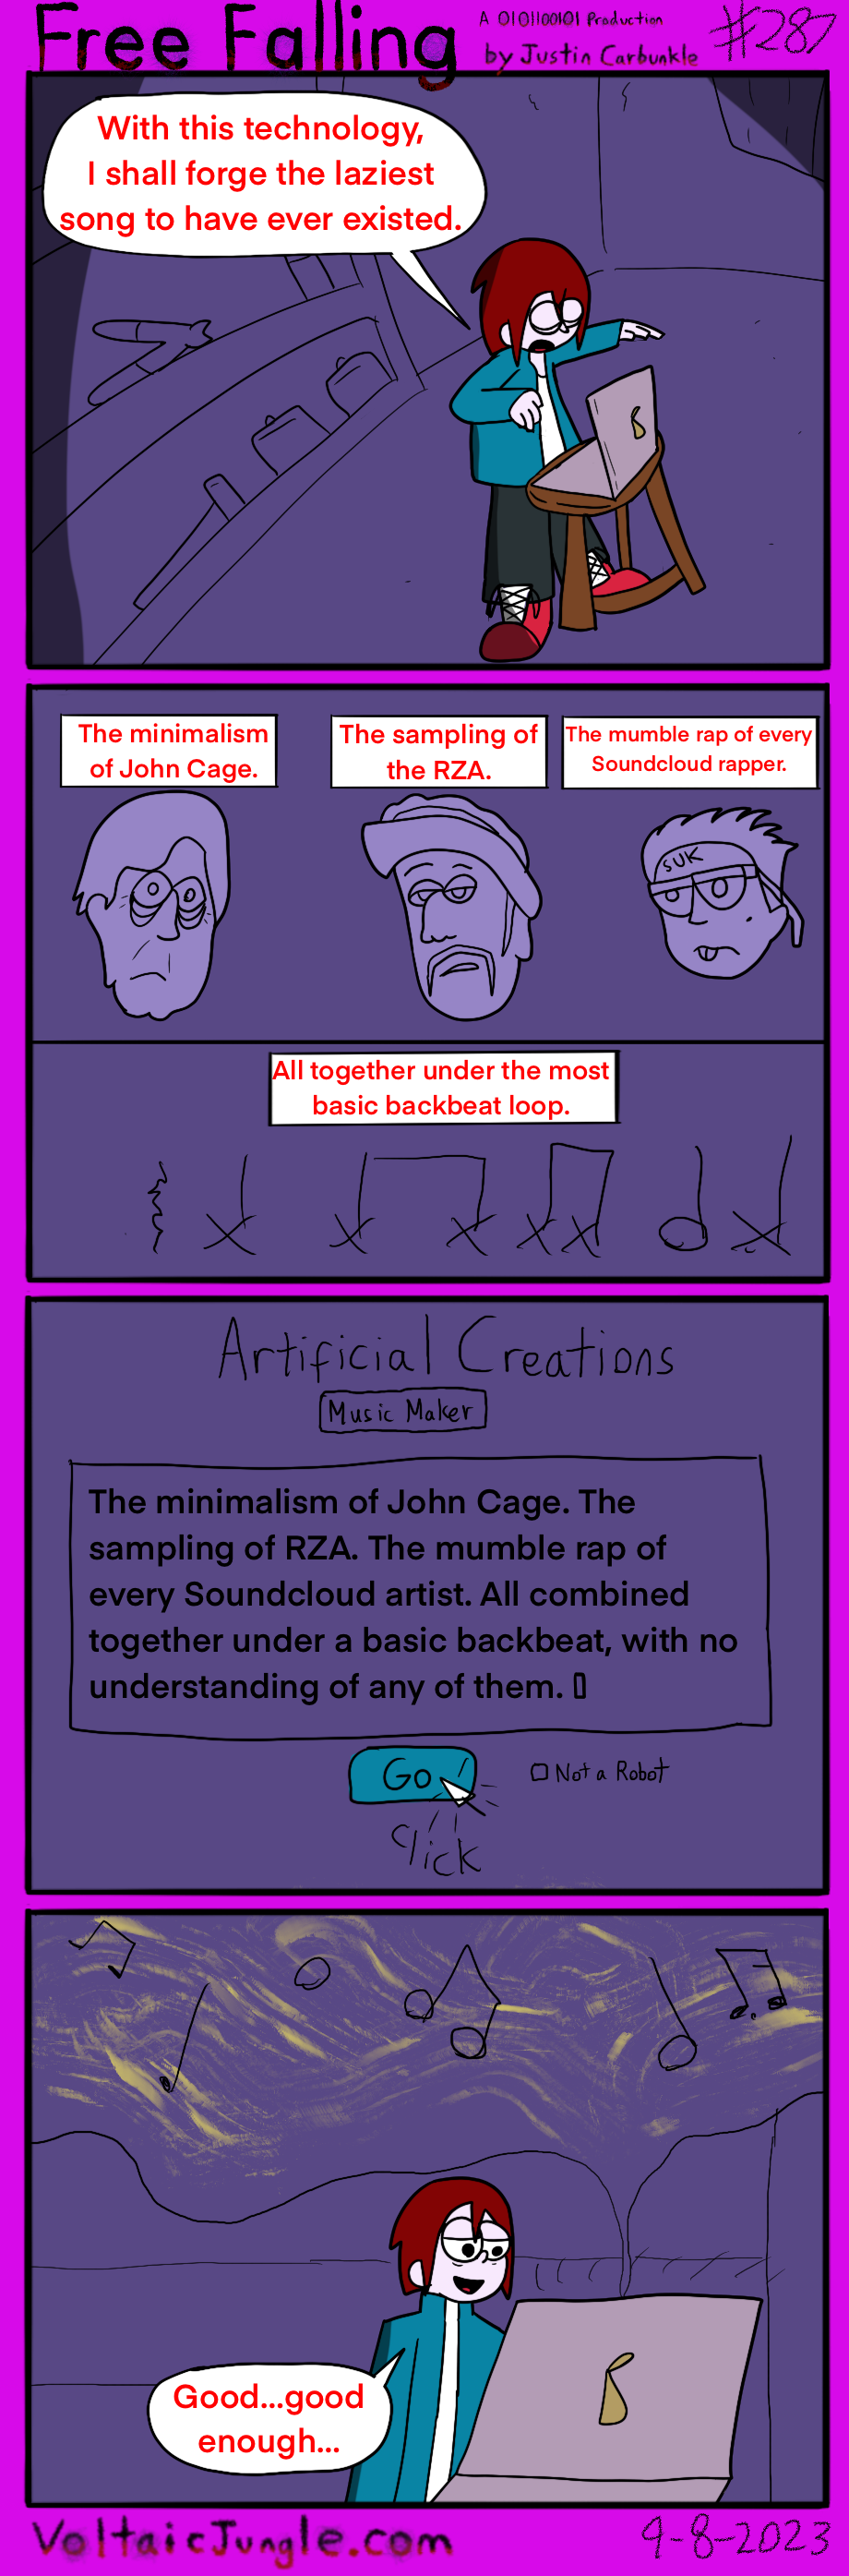 Free Falling
A 0101100101 Production
by Justin Carbunkle
#287
With this technology,
I shall forge the laziest
song to have ever existed.
The minimalism
of John Cage.
The sampling of
the RZA.
The mumble rap of every
Soundcloud rapper.
SUK
All together under the most
basic backbeat loop.
Artificial Creations
Music Maker
The minimalism of John Cage. The
sampling of RZA. The mumble rap of
every Soundcloud artist. All combined
together under a basic backbeat, with no
understanding of any of them.
Go
Not a Robot
Click
Good...good
enough...
VoltaicJungle.com
9-8-2023